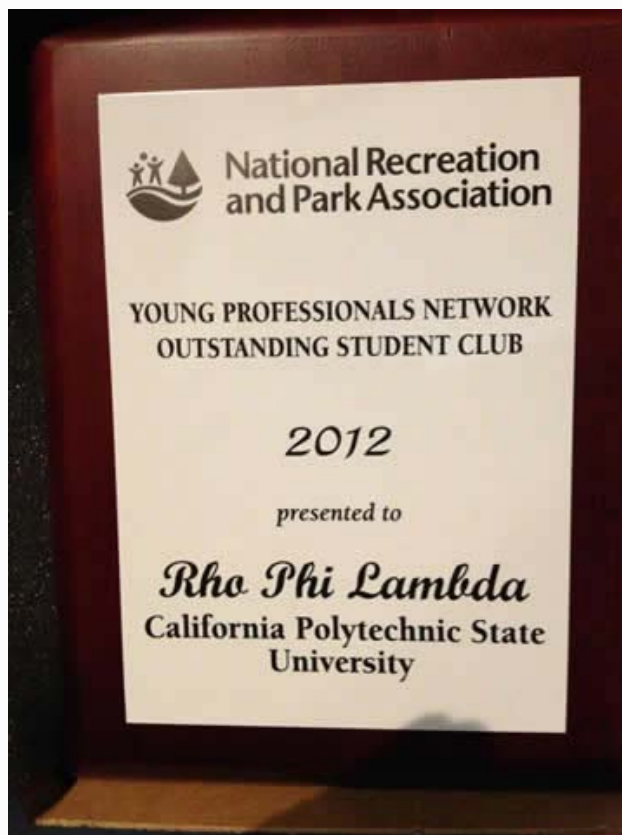 National Recreation
and Park Association
YOUNG PROFESSIONALS NETWORK
OUTSTANDING STUDENT CLUB
2012
presented to
Rho Phi Lambda
California Polytechnic State
University